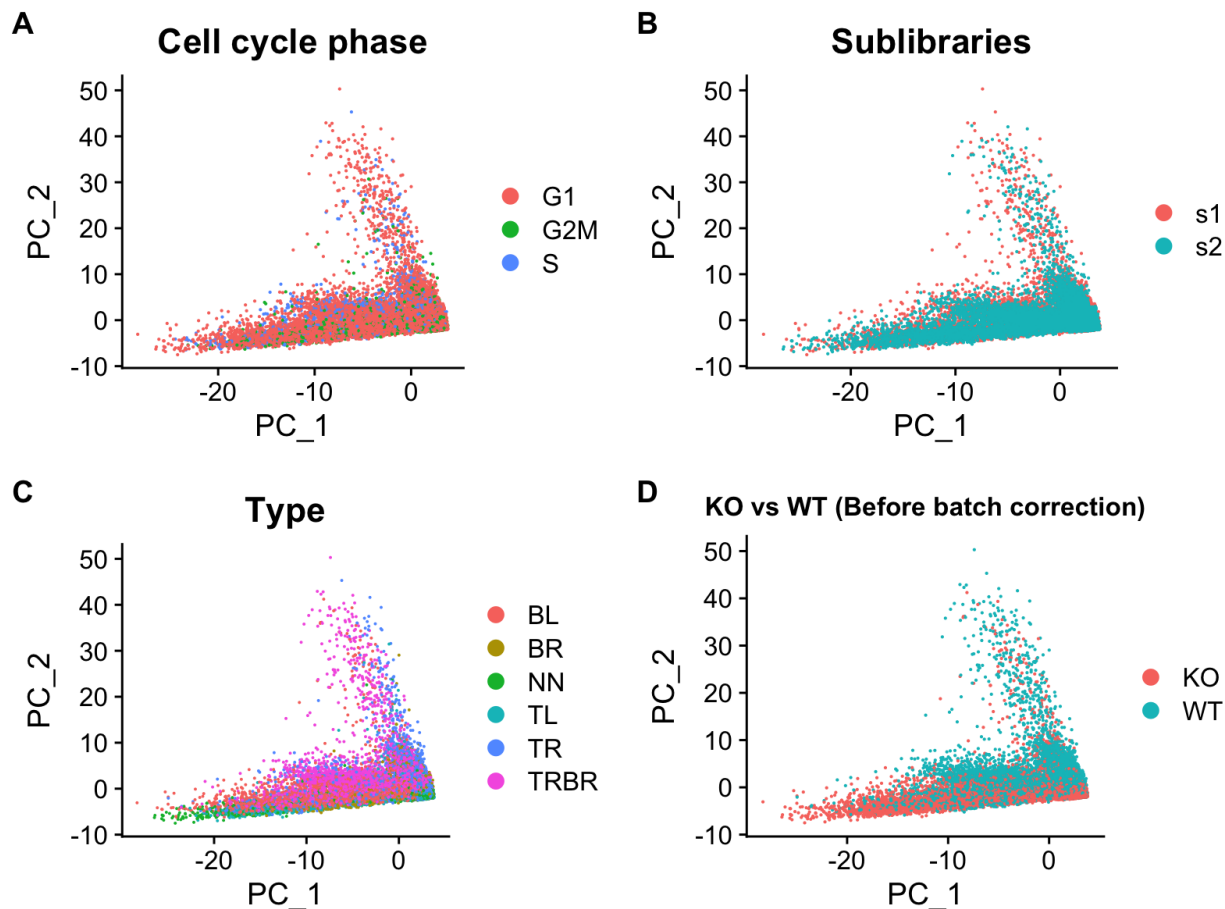 A
Cell cycle phase
50
40
30
20
10
0
-10
PC_2
-20
-10
0
PC_1
G1
G2M
S
B
Sublibraries
50
40
30
20
10
0
-10
PC_2
-20
-10
0
PC_1
s1
s2
C
Type
50
40
30
20
10
0
-10
PC_2
-20
-10
0
PC_1
BL
BR
NN
TL
TR
TRBR
D
KO vs WT (Before batch correction)
50
40
30
20
10
0
-10
PC_2
-20
-10
0
PC_1
KO
WT